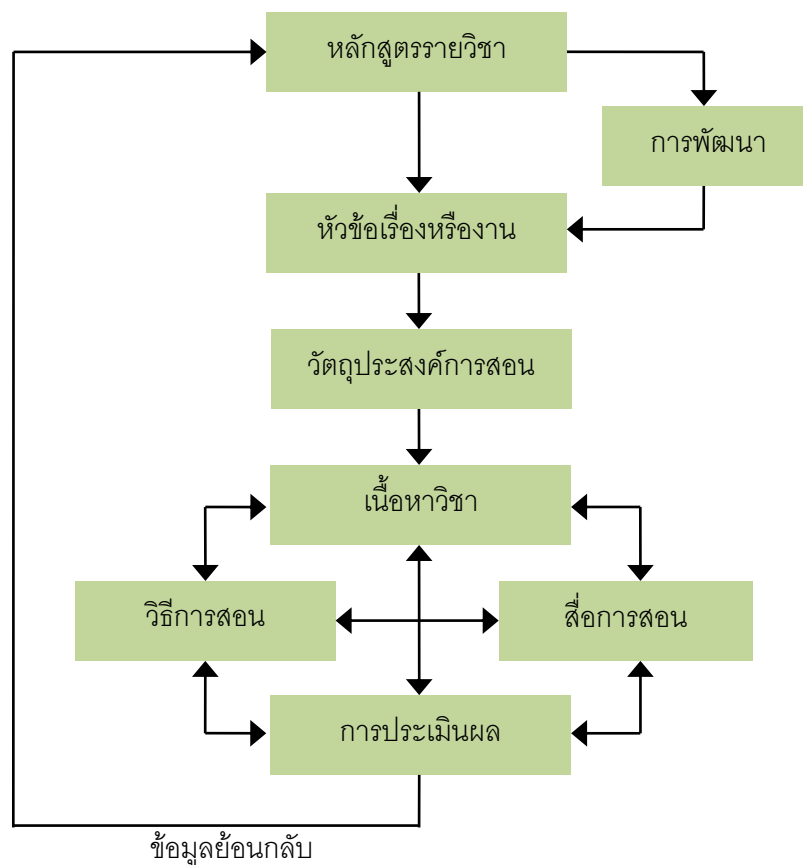 หลักสูตรรายวิชา
การพัฒนา
หัวข้อเรื่องหรืองาน
วัตถุประสงค์การสอน
เนื้อหาวิชา
วิธีการสอน
สื่อการสอน
การประเมินผล
ข้อมูลย้อนกลับ